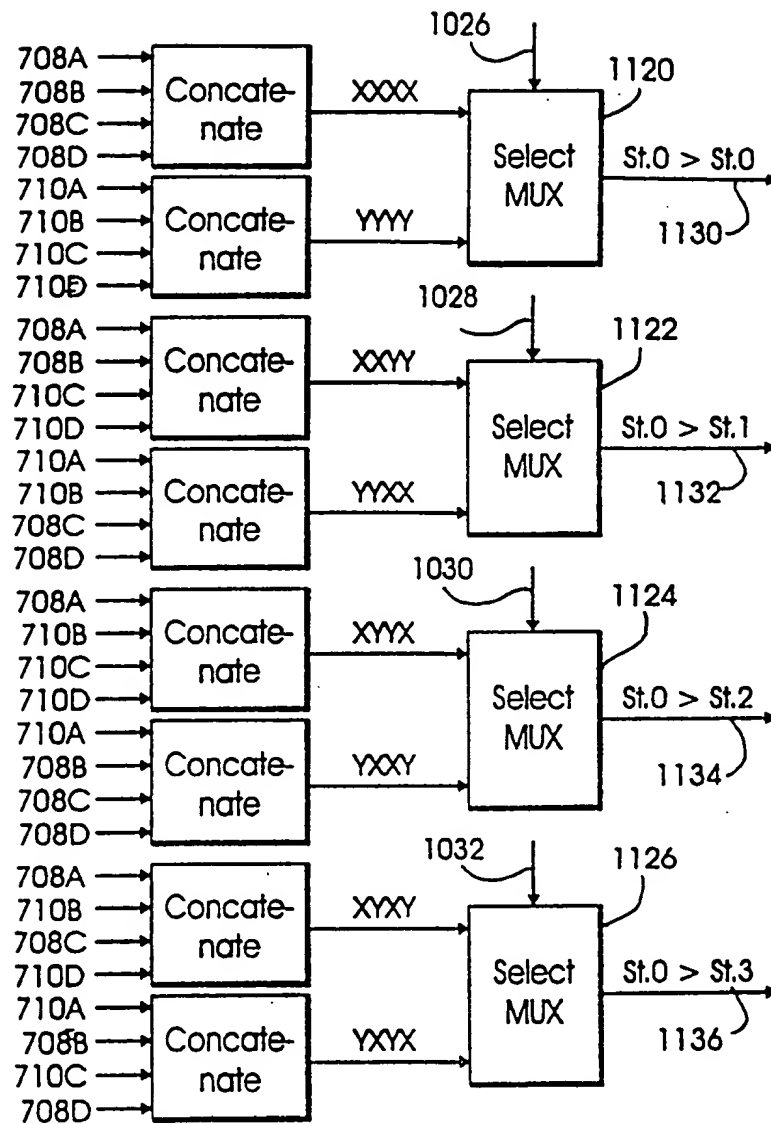 1026
708A
708B
708C
708D
Concate-
nate
XXXX
1120
Select
MUX
St.0 > St.0
1130
710A
710B
710C
710D
Concate-
nate
YYYY
1028
708A
708B
710C
710D
Concate-
nate
XXYY
1122
Select
MUX
St.0 > St.1
1132
710A
710B
708C
708D
Concate-
nate
YYXX
1030
708A
710B
710C
710D
Concate-
nate
XYYX
1124
Select
MUX
St.0 > St.2
1134
710A
708B
708C
708D
Concate-
nate
YXXY
1032
708A
710B
708C
710D
Concate-
nate
XYXY
1126
Select
MUX
St.0 > St.3
1136
710A
708B
710C
708D
Concate-
nate
YXYX